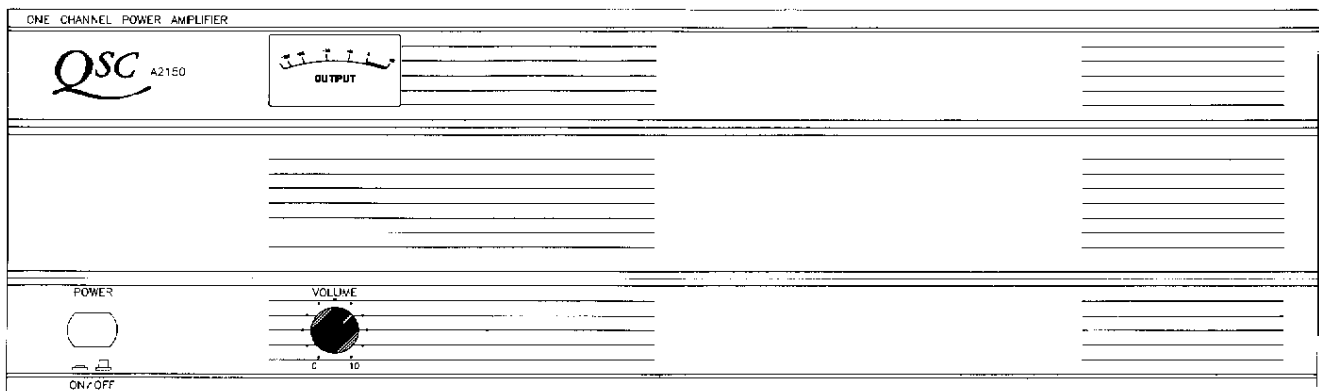 ONE CHANNEL POWER AMPLIFIER
QSC A2150
OUTPUT
POWER
VOLUME
0 10
ON/OFF